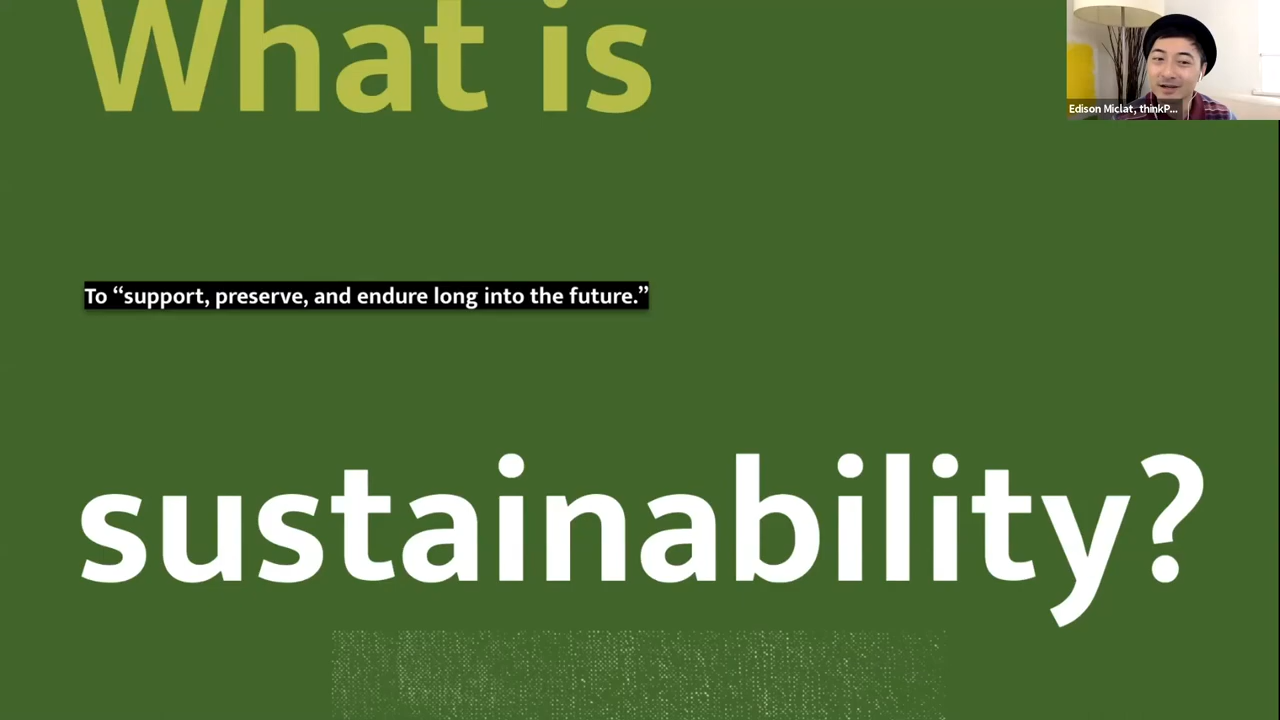 What is
Edison Miclat, thinkP...
To “support, preserve, and endure long into the future.”
sustainability?